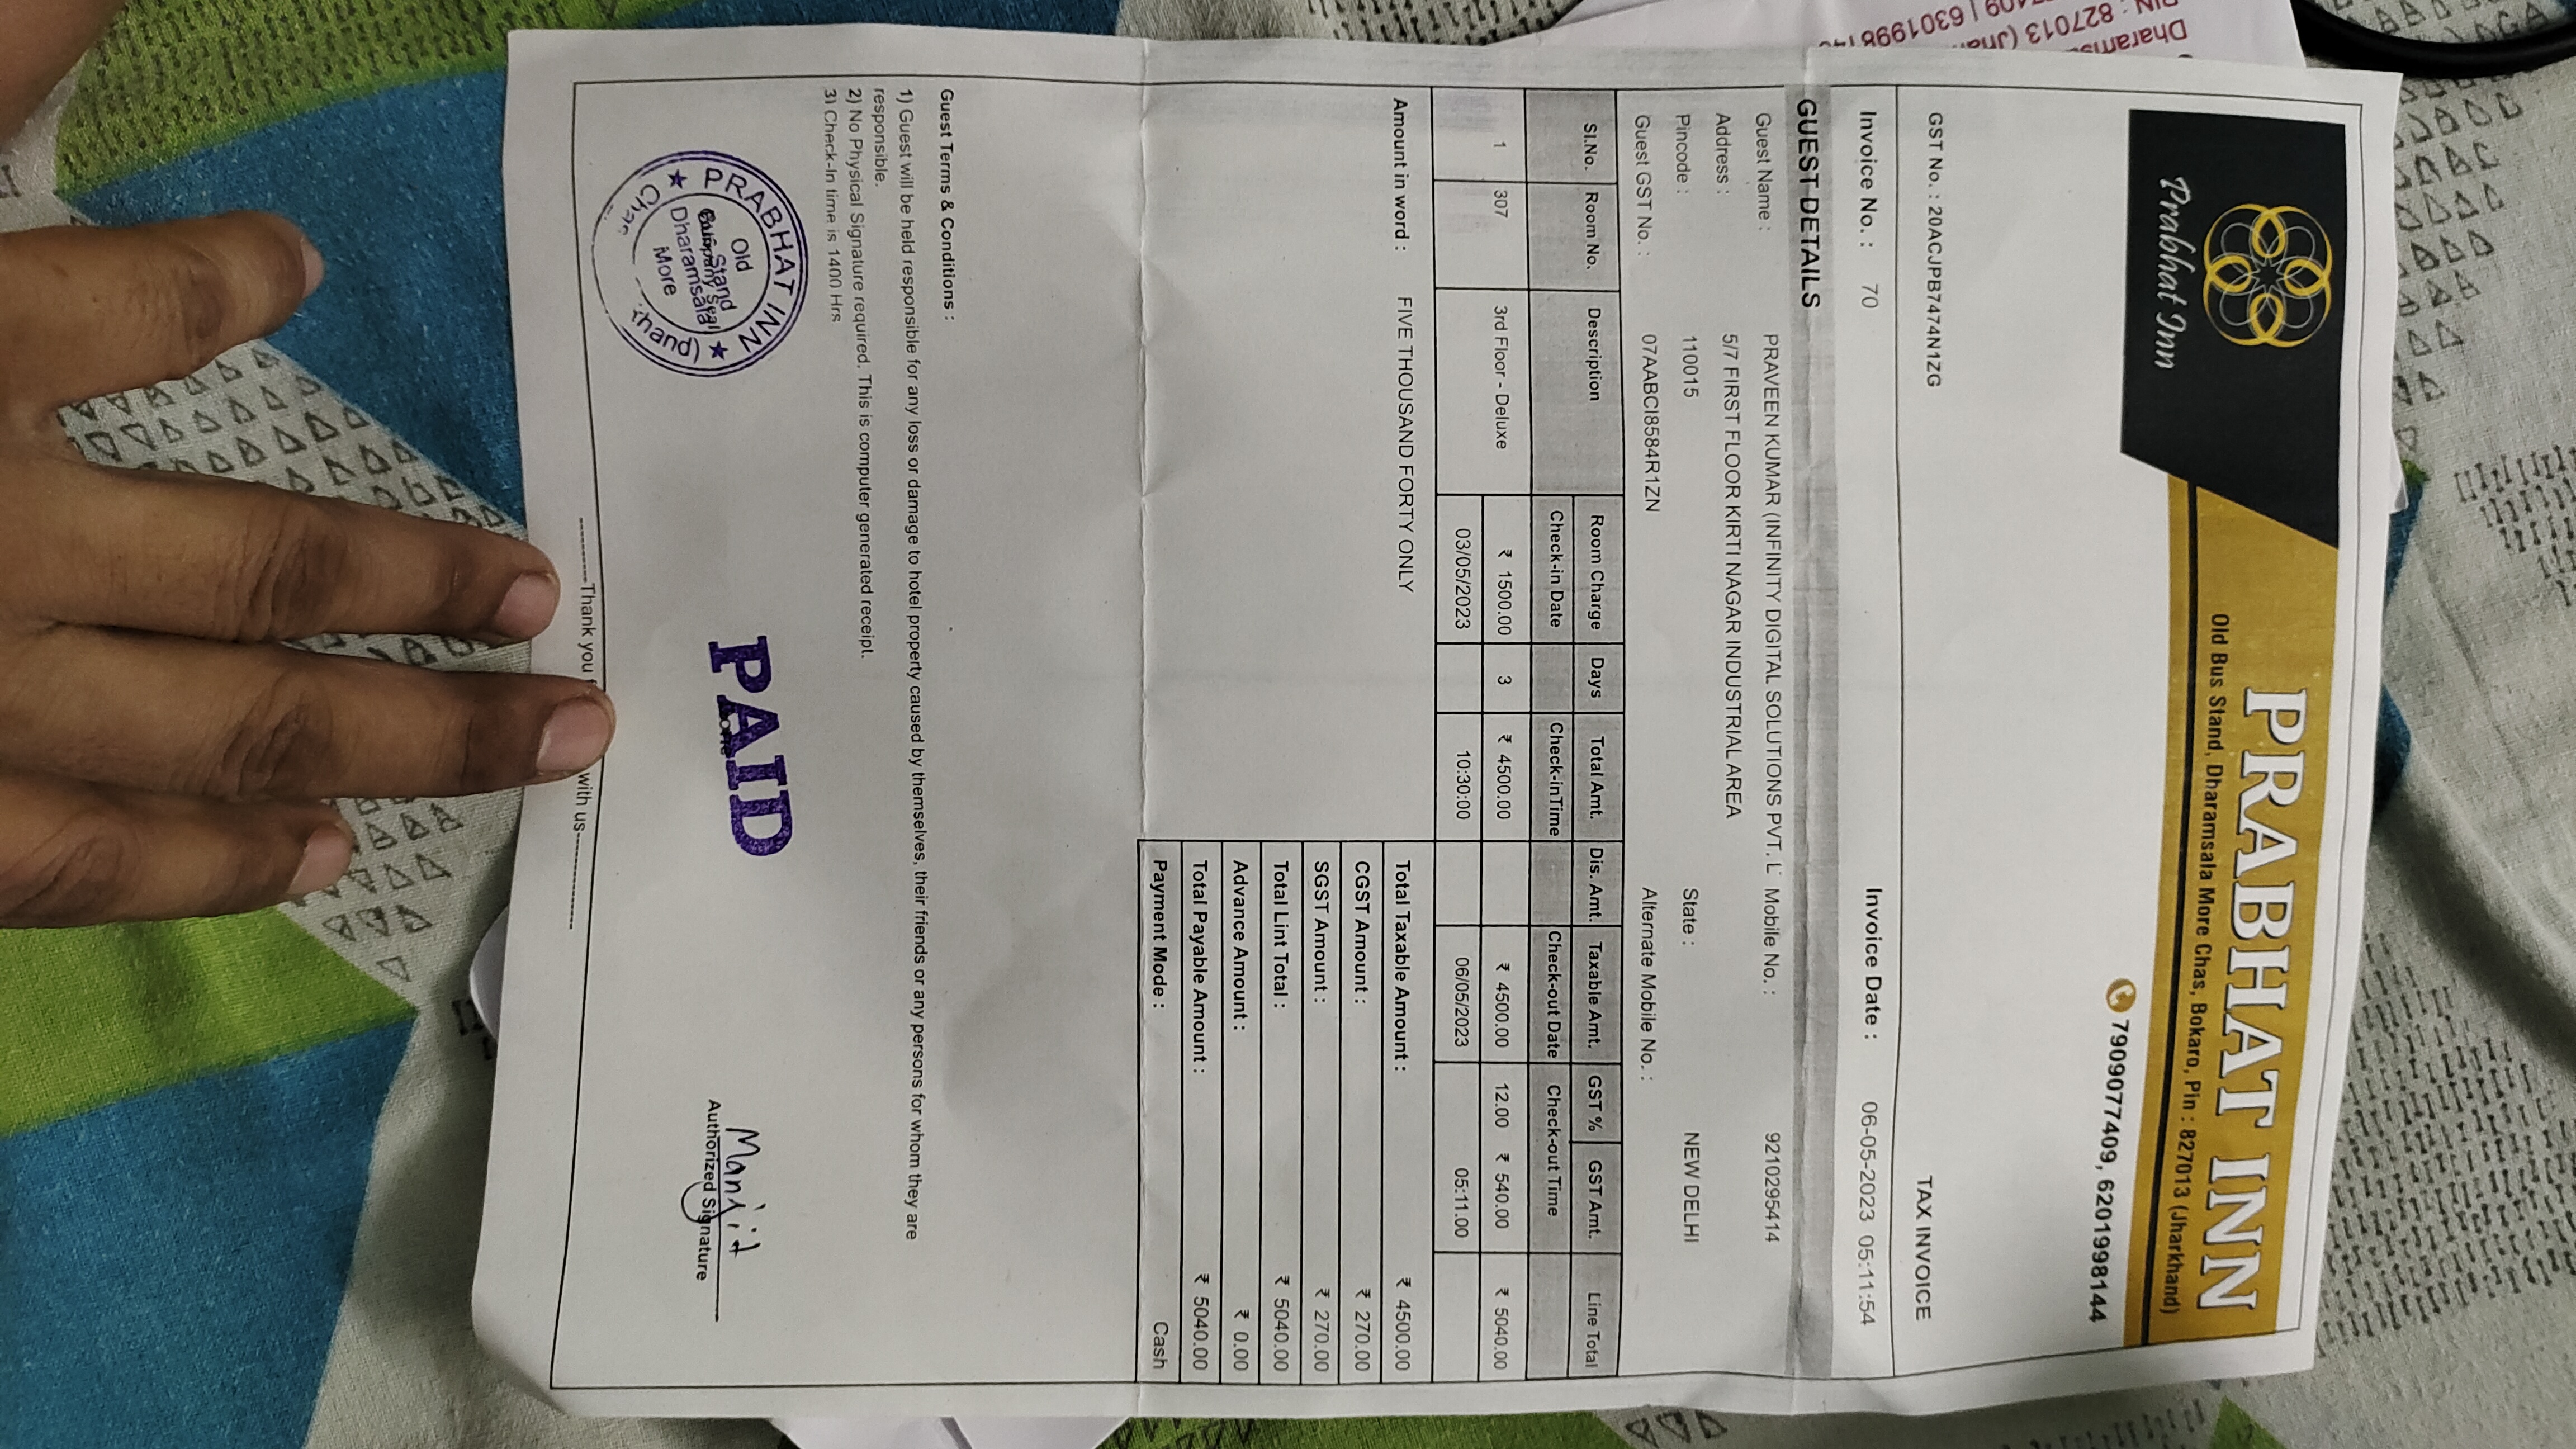 Prabhat Inn
PRABHAT INN
Old Bus Stand, Dharamsala More Chas, Bokaro, Pin : 827013 (Jharkhand)
7909077409, 6201998144
GST No. : 20ACJPB7474N1ZG TAX INVOICE
Invoice No. : 70 Invoice Date : 06-05-2023 05:11:54
GUEST DETAILS
Guest Name : PRAVEEN KUMAR (INFINITY DIGITAL SOLUTIONS PVT. L Mobile No. : 9210295414
Address : 5/7 FIRST FLOOR KIRTI NAGAR INDUSTRIAL AREA
Pincode : 110015 State : NEW DELHI
Guest GST No. : 07AABCI8584R1ZN Alternate Mobile No. :
Sl.No. Room No. Description Room Charge Days Total Amt. Dis. Amt. Taxable Amt. GST % GST Amt. Line Total
Check-in Date Check-inTime Check-out Date Check-out Time
1 307 3rd Floor - Deluxe ₹ 1500.00 3 ₹ 4500.00 ₹ 4500.00 12.00 ₹ 540.00 ₹ 5040.00
03/05/2023 10:30:00 06/05/2023 05:11.00
Amount in word : FIVE THOUSAND FORTY ONLY
Total Taxable Amount : ₹ 4500.00
CGST Amount : ₹ 270.00
SGST Amount : ₹ 270.00
Total Lint Total : ₹ 5040.00
Advance Amount : ₹ 0.00
Total Payable Amount : ₹ 5040.00
Payment Mode : Cash
Guest Terms & Conditions :
1) Guest will be held responsible for any loss or damage to hotel property caused by themselves, their friends or any persons for whom they are
responsible.
2) No Physical Signature required. This is computer generated receipt.
3) Check-In time is 1400 Hrs
PRABHAT INN
Old
Stand
Dharamsala
More
PAID
Manjit
Authorized Signature
---------Thank you with us------------
Dharamsa
PIN : 827013 (Jha